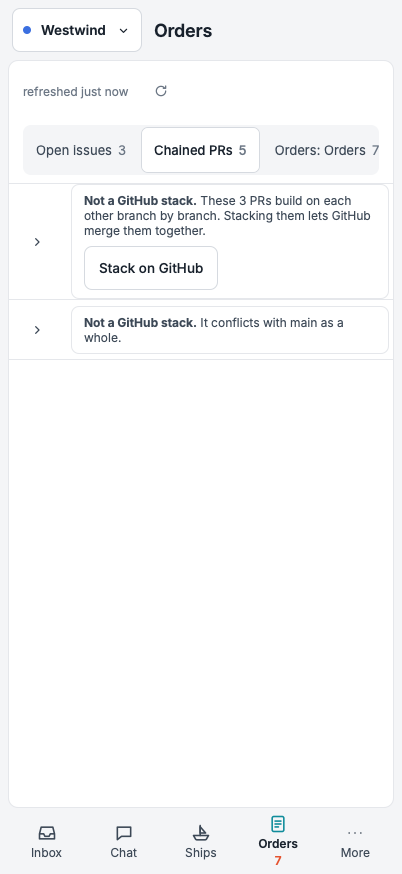 Westwind
Orders
refreshed just now
Open issues 3
Chained PRs 5
Orders: Orders 7
Not a GitHub stack. These 3 PRs build on each
other branch by branch. Stacking them lets GitHub
merge them together.
Stack on GitHub
Not a GitHub stack. It conflicts with main as a
whole.
Inbox
Chat
Ships
Orders
7
More